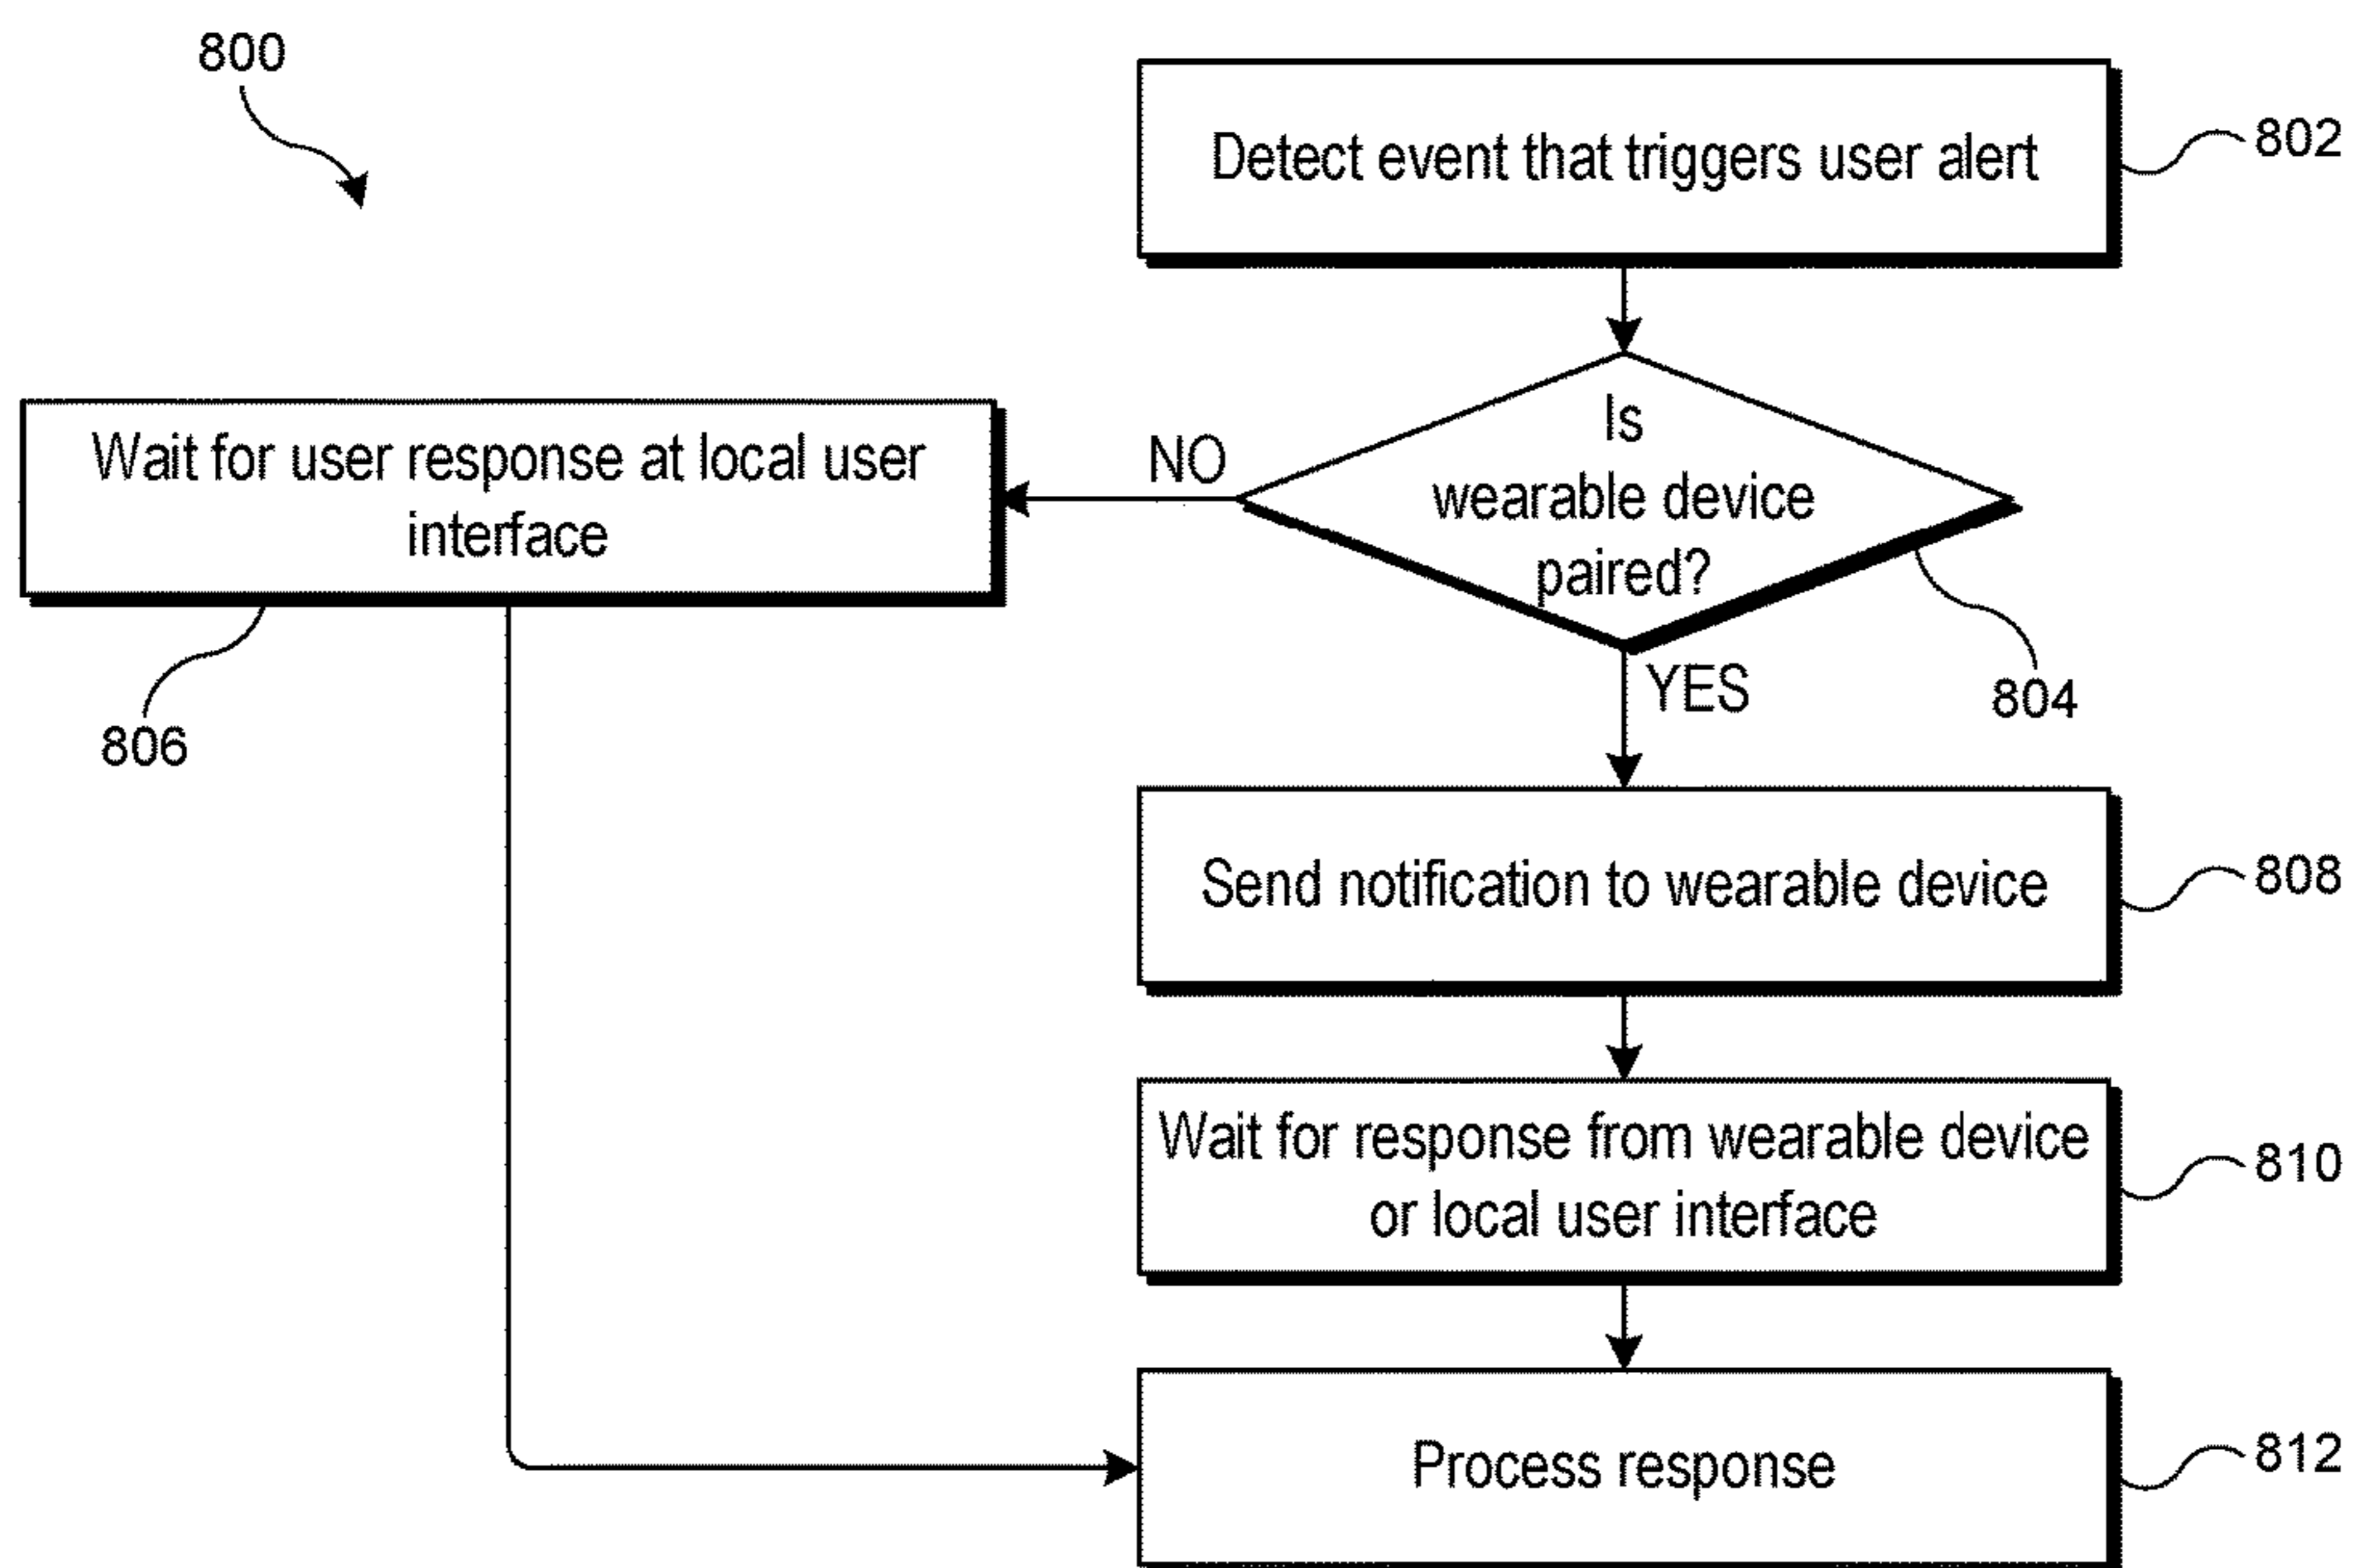 800
Detect event that triggers user alert
802
Is
wearable device
paired?
804
NO
Wait for user response at local user
interface
806
YES
Send notification to wearable device
808
Wait for response from wearable device
or local user interface
810
Process response
812